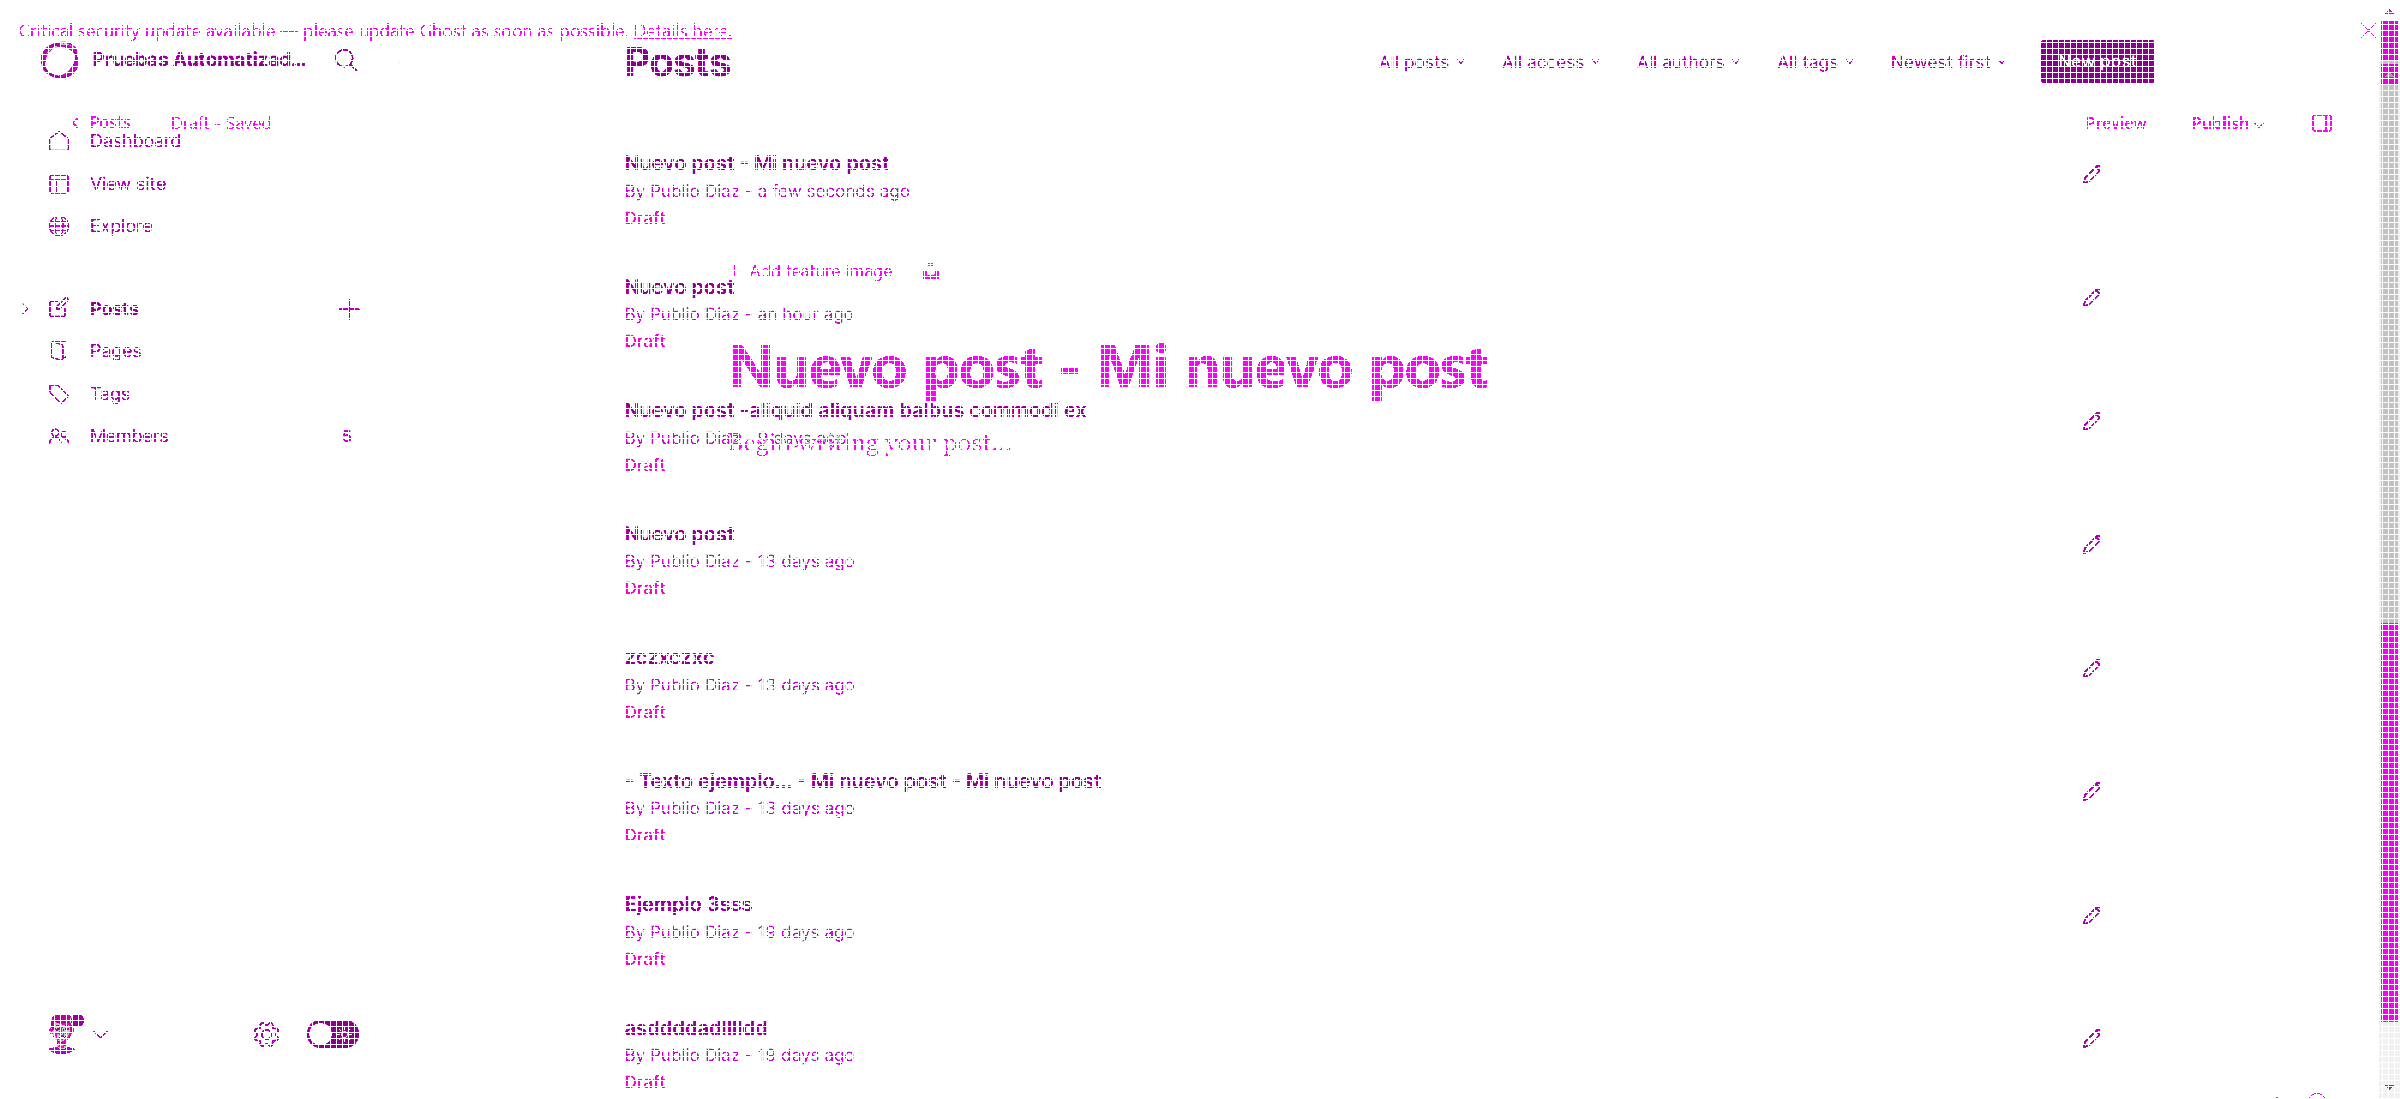 Critical security update available — please update Ghost as soon as possible. Details here.
Pruebas Automatizad...
Posts
All posts
All access
All authors
All tags
Newest first
New post
Posts
Draft - Saved
Preview
Publish
Dashboard
View site
Explore
Posts
Pages
Tags
Members
5
Nuevo post - Mi nuevo post
By Publio Diaz - a few seconds ago
Draft
Add feature image
Nuevo post
By Publio Diaz - an hour ago
Draft
Nuevo post - Mi nuevo post
Nuevo post -aliquid aliquam balbus commodi ex
By Publio Diaz - days ago
Begin writing your post...
Draft
Nuevo post
By Publio Diaz - 13 days ago
Draft
zczxczxc
By Publio Diaz - 13 days ago
Draft
- Texto ejemplo... - Mi nuevo post - Mi nuevo post
By Publio Diaz - 13 days ago
Draft
Ejemplo 3sss
By Publio Diaz - 19 days ago
Draft
By Publio Diaz - 19 days ago
Draft